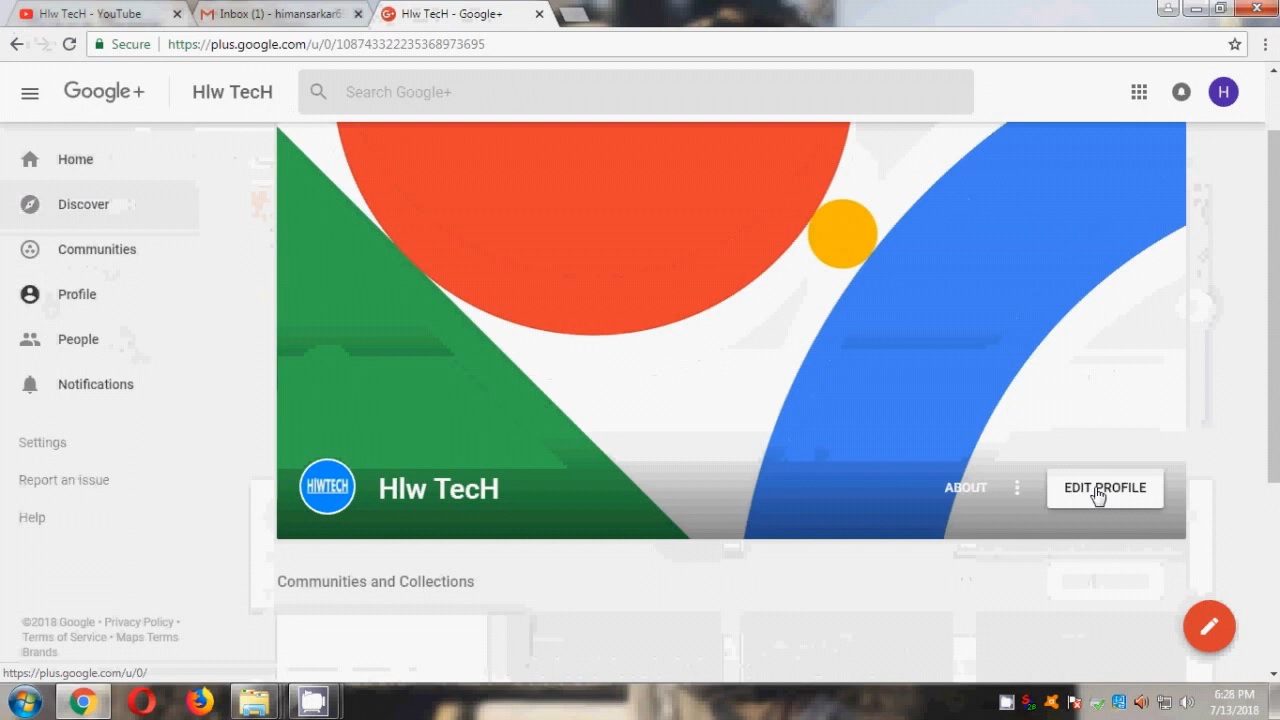 Hlw TecH - YouTube
Inbox (1) - himansarkar6
Hlw TecH - Google+
Secure
https://plus.google.com/u/0/108743322235368973695
Google+
Hlw TecH
Search Google+
H
Home
Discover
Communities
Profile
People
Notifications
Settings
Report an issue
Help
HlWTECH
Hlw TecH
ABOUT
EDIT PROFILE
Communities and Collections
©2018 Google • Privacy Policy •
Terms of Service • Maps Terms
Brands
https://plus.google.com/u/0/
6:28 PM
7/13/2018